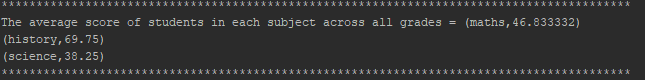 ******************************************************************************************
The average score of students in each subject across all grades = (maths,46.833332)
(history,69.75)
(science,38.25)
******************************************************************************************